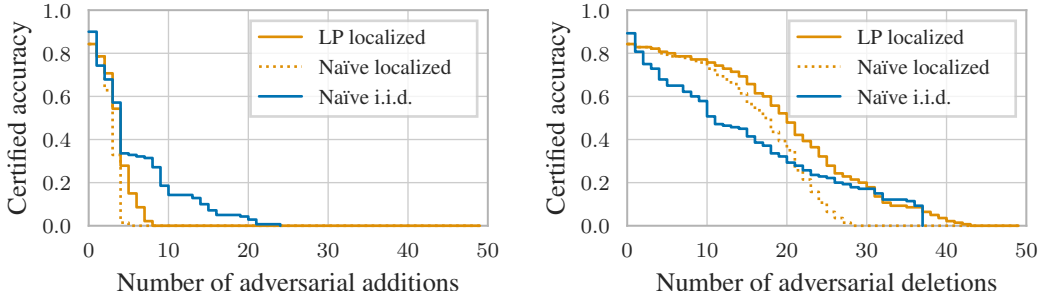 Certified accuracy
1.0
0.8
0.6
0.4
0.2
0.0
LP localized
Naïve localized
Naïve i.i.d.
0 10 20 30 40 50
Number of adversarial additions
Certified accuracy
1.0
0.8
0.6
0.4
0.2
0.0
LP localized
Naïve localized
Naïve i.i.d.
0 10 20 30 40 50
Number of adversarial deletions